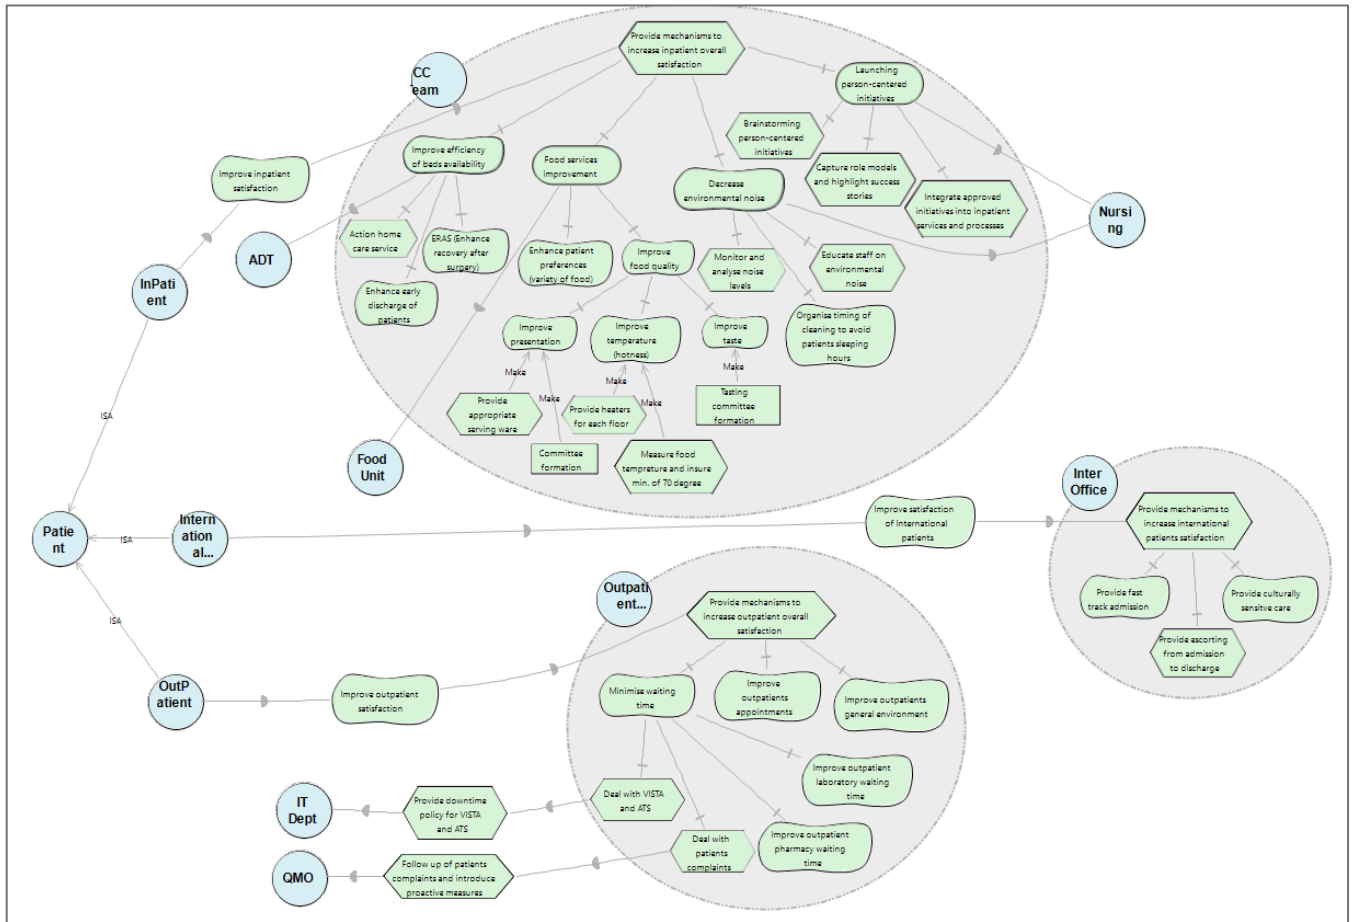 Provide mechanisms to
increase inpatient overall
satisfaction
CC
Team
Launching
person-centered
initiatives
Brainstorming
person-centered
initiatives
Improve efficiency
of beds availability
Food services
improvement
Capture role models
and highlight success
stories
Improve inpatient
satisfaction
Decrease
environmental noise
Integrate approved
initiatives into inpatient
services and processes
Nursi
ng
Action home
care service
ERAS (Enhance
recovery after
surgery)
ADT
Enhance patient
preferences
(variety of food)
Improve
food quality
Monitor and
analyse noise
levels
Educate staff on
environmental
noise
InPati
ent
Enhance early
discharge of
patients
Organise timing of
cleaning to avoid
patients sleeping
hours
Improve
presentation
Improve
temperature
(hotness)
Improve
taste
Make
Make
Make
Make
Make
Provide
appropriate
serving ware
Provide heaters
for each floor
Tasting
committee
formation
ISA
Food
Unit
Committee
formation
Measure food
tempreture and insure
min. of 70 degree
Inter
Office
Improve satisfaction
of International
patients
Provide mechanisms to
increase international
patients satisfaction
Patie
nt
ISA
Intern
ational
al...
Provide fast
track admission
Provide culturally
sensitve care
Provide escorting
from admission
to discharge
Outpati
ent...
Provide mechanisms to
increase outpatient overall
satisfaction
ISA
OutP
atient
Improve outpatient
satisfaction
Minimise waiting
time
Improve
outpatients
appointments
Improve outpatients
general environment
Improve outpatient
laboratory waiting
time
IT
Dept
Provide downtime
policy for VISTA
and ATS
Deal with VISTA
and ATS
Deal with
patients
complaints
Improve outpatient
pharmacy waiting
time
QMO
Follow up of patients
complaints and introduce
proactive measures